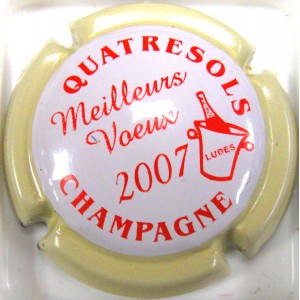 QUATRESOLS
Meilleurs
Voeux
2007
LUDES
CHAMPAGNE